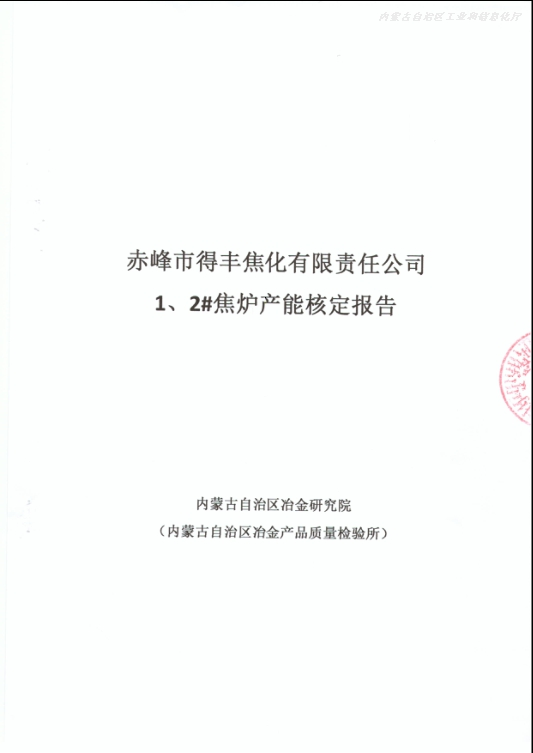 内蒙古自治区工业和信息化厅
赤峰市得丰焦化有限责任公司
1、2#焦炉产能核定报告
内蒙古自治区冶金研究院
（内蒙古自治区冶金产品质量检验所）